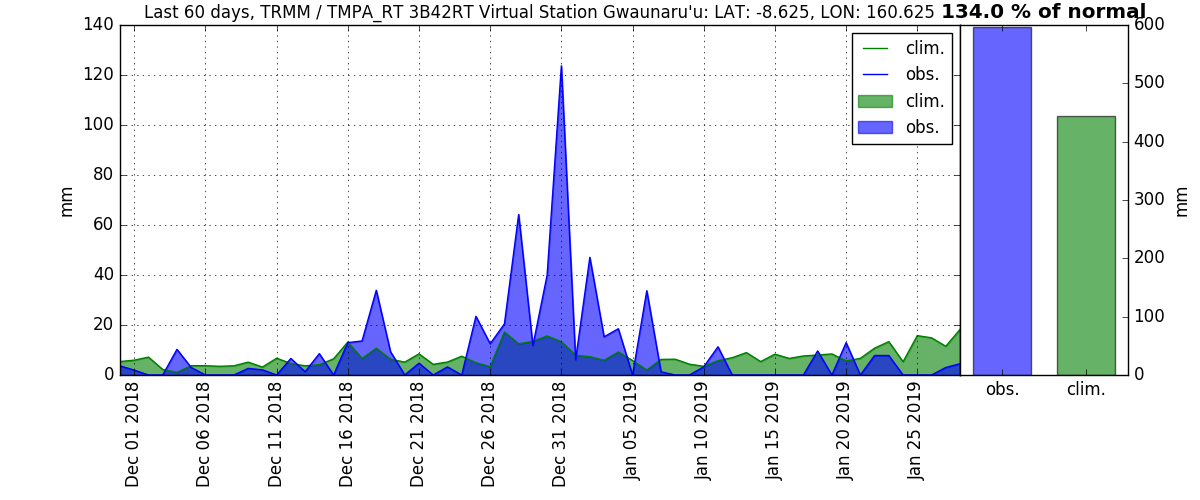 Last 60 days, TRMM / TMPA_RT 3B42RT Virtual Station Gwaunaru'u: LAT: -8.625, LON: 160.625 134.0 % of normal
140
120
100
80
60
40
20
0
mm
clim.
obs.
clim.
obs.
600
500
400
300
200
100
0
mm
obs. clim.
Dec 01 2018
Dec 06 2018
Dec 11 2018
Dec 16 2018
Dec 21 2018
Dec 26 2018
Dec 31 2018
Jan 05 2019
Jan 10 2019
Jan 15 2019
Jan 20 2019
Jan 25 2019